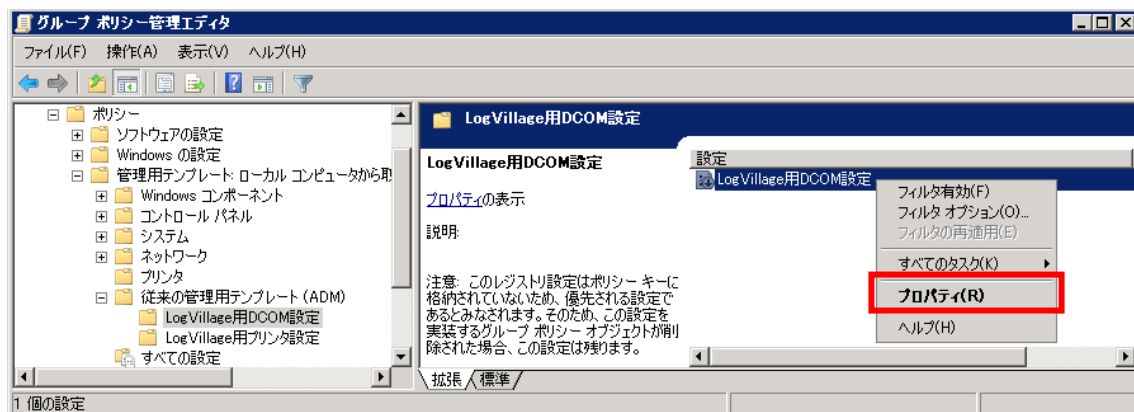 グループ ポリシー管理エディタ
ファイル(F) 操作(A) 表示(V) ヘルプ(H)
ポリシー
ソフトウェアの設定
Windows の設定
管理用テンプレート: ローカル コンピュータから取
Windows コンポーネント
コントロール パネル
システム
ネットワーク
プリンタ
従来の管理用テンプレート (ADM)
LogVillage用DCOM設定
LogVillage用プリンタ設定
すべての設定
LogVillage用DCOM設定
LogVillage用DCOM設定
プロパティの表示
説明:
注意: このレジストリ設定はポリシー キーに
格納されていないため、優先される設定で
あるとみなされます。そのため、この設定を
実装するグループ ポリシー オブジェクトが削
除された場合、この設定は残ります。
設定
LogVillage用DCOM設定
フィルタ有効(F)
フィルタ オプション(O)...
フィルタの再適用(E)
すべてのタスク(K)
プロパティ(R)
ヘルプ(H)
拡張 標準
1 個の設定